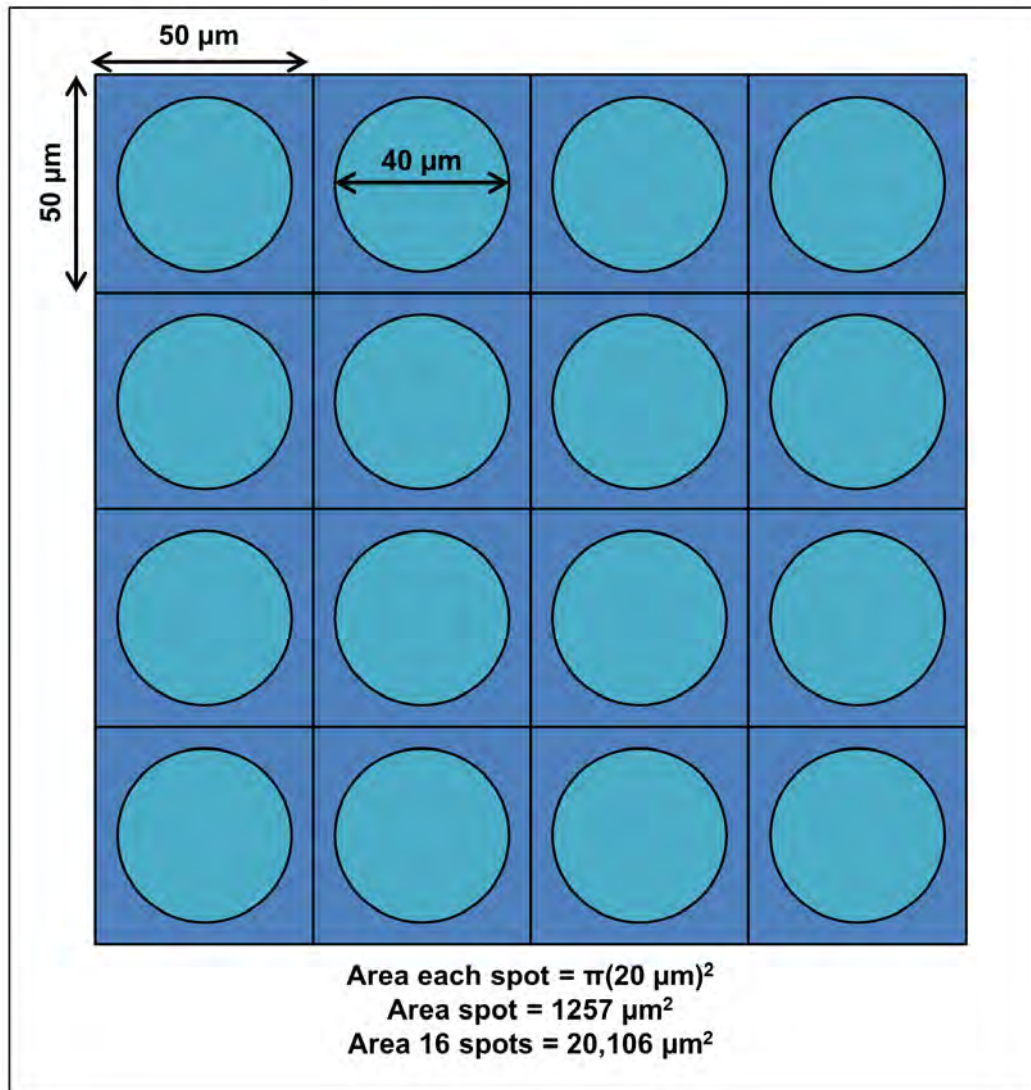 50 µm
50 µm
40 µm
Area each spot = π(20 µm)²
Area spot = 1257 µm²
Area 16 spots = 20,106 µm²